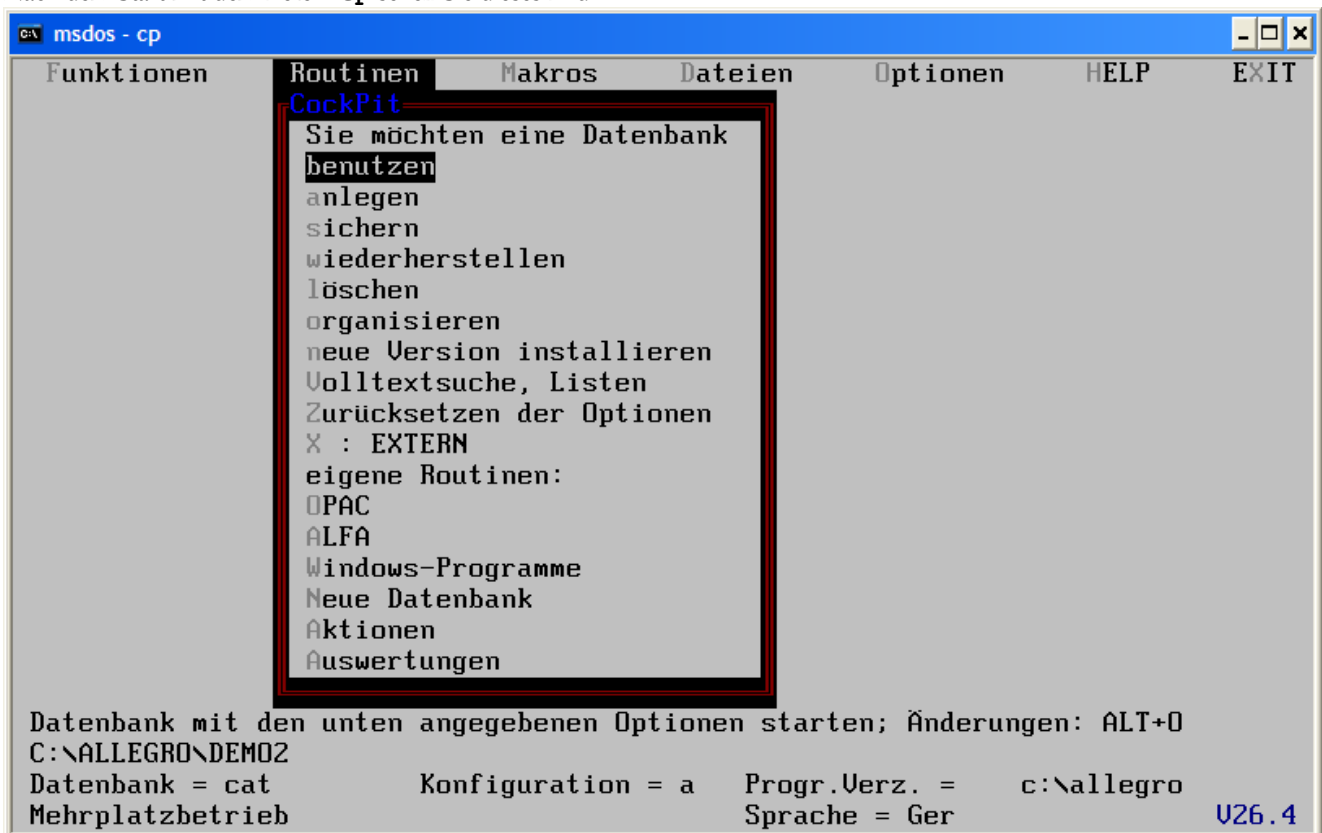 msdos - cp
Funktionen Routinen Makros Dateien Optionen HELP EXIT
CockPit
Sie möchten eine Datenbank
benutzen
anlegen
sichern
wiederherstellen
löschen
organisieren
neue Version installieren
Volltextsuche, Listen
Zurücksetzen der Optionen
X : EXTERN
eigene Routinen:
OPAC
ALFA
Windows-Programme
Neue Datenbank
Aktionen
Auswertungen
Datenbank mit den unten angegebenen Optionen starten; Änderungen: ALT+O
C:\ALLEGRO\DEMO2
Datenbank = cat Konfiguration = a Progr.Verz. = c:\allegro
Mehrplatzbetrieb Sprache = Ger V26.4